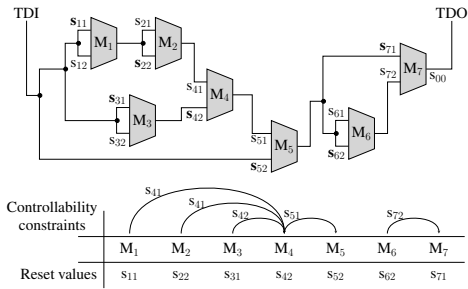 TDI TDO
s11 s21 s71
M1 M2 M7
s12 s22 s72 s00
s41
s31 M4 s61
M3 s42 M6
s32 s51 s62
M5
s52
s41
s41
Controllability s42 s51 s72
constraints
M1 M2 M3 M4 M5 M6 M7
Reset values s11 s22 s31 s42 s52 s62 s71